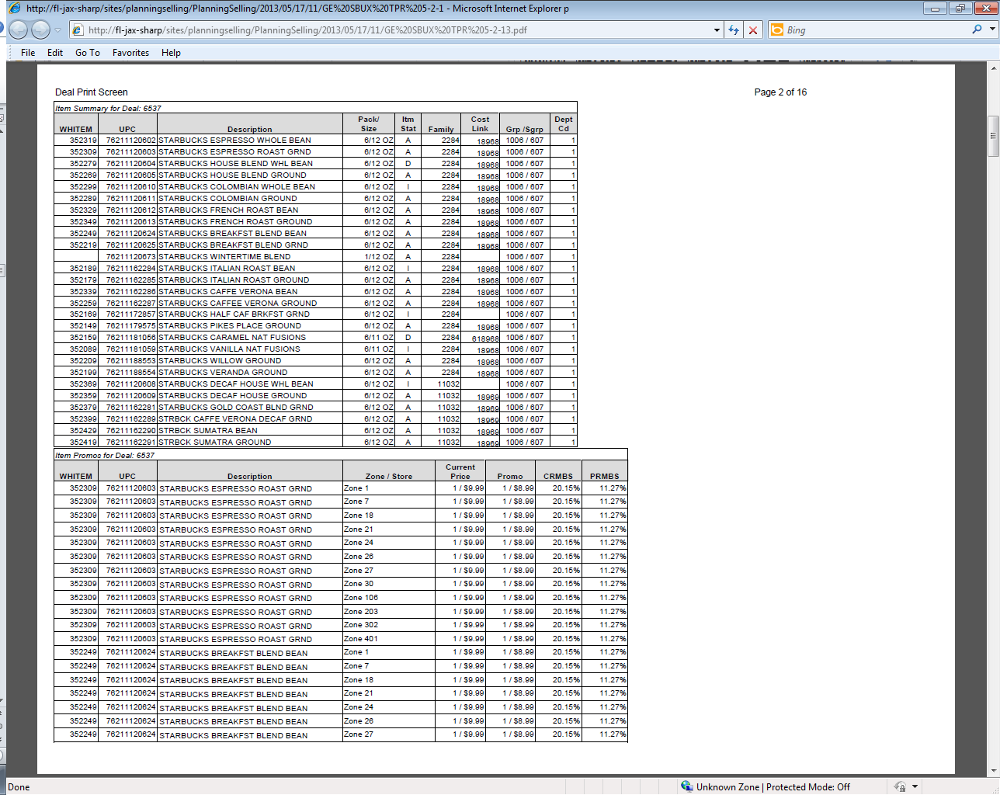 http://fl-jax-sharp/sites/planningselling/PlanningSelling/2013/05/17/11/GE%20SBUX%20TPR%205-2-1 - Microsoft Internet Explorer p
http://fl-jax-sharp/sites/planningselling/PlanningSelling/2013/05/17/11/GE%20SBUX%20TPR%205-2-13.pdf Bing
File Edit Go To Favorites Help
Deal Print Screen Page 2 of 16
Item Summary for Deal: 6537
WHITEM UPC Description Pack/ Size Itm Stat Family Cost Link Grp /Sgrp Dept Cd
352319 76211120602 STARBUCKS ESPRESSO WHOLE BEAN 6/12 OZ A 2284 18968 1006 / 607 1
352309 76211120603 STARBUCKS ESPRESSO ROAST GRND 6/12 OZ A 2284 18968 1006 / 607 1
352279 76211120604 STARBUCKS HOUSE BLEND WHL BEAN 6/12 OZ D 2284 18968 1006 / 607 1
352269 76211120605 STARBUCKS HOUSE BLEND GROUND 6/12 OZ A 2284 18968 1006 / 607 1
352299 76211120610 STARBUCKS COLOMBIAN WHOLE BEAN 6/12 OZ I 2284 18968 1006 / 607 1
352289 76211120611 STARBUCKS COLOMBIAN GROUND 6/12 OZ A 2284 18968 1006 / 607 1
352329 76211120612 STARBUCKS FRENCH ROAST BEAN 6/12 OZ A 2284 18968 1006 / 607 1
352349 76211120613 STARBUCKS FRENCH ROAST GROUND 6/12 OZ A 2284 18968 1006 / 607 1
352249 76211120624 STARBUCKS BREAKFST BLEND BEAN 6/12 OZ A 2284 18968 1006 / 607 1
352219 76211120625 STARBUCKS BREAKFST BLEND GRND 6/12 OZ A 2284 18968 1006 / 607 1
76211120673 STARBUCKS WINTERTIME BLEND 1/12 OZ A 2284 1006 / 607 1
352189 76211162284 STARBUCKS ITALIAN ROAST BEAN 6/12 OZ I 2284 18968 1006 / 607 1
352179 76211162285 STARBUCKS ITALIAN ROAST GROUND 6/12 OZ A 2284 18968 1006 / 607 1
352339 76211162286 STARBUCKS CAFFE VERONA BEAN 6/12 OZ A 2284 18968 1006 / 607 1
352259 76211162287 STARBUCKS CAFFEE VERONA GROUND 6/12 OZ A 2284 18968 1006 / 607 1
352169 76211172857 STARBUCKS HALF CAF BRKFST GRND 6/12 OZ I 2284 1006 / 607 1
352149 76211179575 STARBUCKS PIKES PLACE GROUND 6/12 OZ A 2284 18968 1006 / 607 1
352159 76211181056 STARBUCKS CARAMEL NAT FUSIONS 6/11 OZ D 2284 618968 1006 / 607 1
352089 76211181059 STARBUCKS VANILLA NAT FUSIONS 6/11 OZ I 2284 18968 1006 / 607 1
352209 76211188553 STARBUCKS WILLOW GROUND 6/12 OZ A 2284 18968 1006 / 607 1
352199 76211188554 STARBUCKS VERANDA GROUND 6/12 OZ A 2284 18968 1006 / 607 1
352369 76211120608 STARBUCKS DECAF HOUSE WHL BEAN 6/12 OZ I 11032 1006 / 607 1
352359 76211120609 STARBUCKS DECAF HOUSE GROUND 6/12 OZ A 11032 18969 1006 / 607 1
352379 76211162281 STARBUCKS GOLD COAST BLND GRND 6/12 OZ A 11032 18969 1006 / 607 1
352399 76211162289 STRBCK CAFFE VERONA DECAF GRND 6/12 OZ A 11032 18969 1006 / 607 1
352429 76211162290 STRBCK SUMATRA BEAN 6/12 OZ A 11032 18969 1006 / 607 1
352419 76211162291 STRBCK SUMATRA GROUND 6/12 OZ A 11032 18969 1006 / 607 1
Item Promos for Deal: 6537
WHITEM UPC Description Zone / Store Current Price Promo CRMBS PRMBS
352309 76211120603 STARBUCKS ESPRESSO ROAST GRND Zone 1 1 / $9.99 1 / $8.99 20.15% 11.27%
352309 76211120603 STARBUCKS ESPRESSO ROAST GRND Zone 7 1 / $9.99 1 / $8.99 20.15% 11.27%
352309 76211120603 STARBUCKS ESPRESSO ROAST GRND Zone 18 1 / $9.99 1 / $8.99 20.15% 11.27%
352309 76211120603 STARBUCKS ESPRESSO ROAST GRND Zone 21 1 / $9.99 1 / $8.99 20.15% 11.27%
352309 76211120603 STARBUCKS ESPRESSO ROAST GRND Zone 24 1 / $9.99 1 / $8.99 20.15% 11.27%
352309 76211120603 STARBUCKS ESPRESSO ROAST GRND Zone 26 1 / $9.99 1 / $8.99 20.15% 11.27%
352309 76211120603 STARBUCKS ESPRESSO ROAST GRND Zone 27 1 / $9.99 1 / $8.99 20.15% 11.27%
352309 76211120603 STARBUCKS ESPRESSO ROAST GRND Zone 30 1 / $9.99 1 / $8.99 20.15% 11.27%
352309 76211120603 STARBUCKS ESPRESSO ROAST GRND Zone 106 1 / $9.99 1 / $8.99 20.15% 11.27%
352309 76211120603 STARBUCKS ESPRESSO ROAST GRND Zone 203 1 / $9.99 1 / $8.99 20.15% 11.27%
352309 76211120603 STARBUCKS ESPRESSO ROAST GRND Zone 302 1 / $9.99 1 / $8.99 20.15% 11.27%
352309 76211120603 STARBUCKS ESPRESSO ROAST GRND Zone 401 1 / $9.99 1 / $8.99 20.15% 11.27%
352249 76211120624 STARBUCKS BREAKFST BLEND BEAN Zone 1 1 / $9.99 1 / $8.99 20.15% 11.27%
352249 76211120624 STARBUCKS BREAKFST BLEND BEAN Zone 7 1 / $9.99 1 / $8.99 20.15% 11.27%
352249 76211120624 STARBUCKS BREAKFST BLEND BEAN Zone 18 1 / $9.99 1 / $8.99 20.15% 11.27%
352249 76211120624 STARBUCKS BREAKFST BLEND BEAN Zone 21 1 / $9.99 1 / $8.99 20.15% 11.27%
352249 76211120624 STARBUCKS BREAKFST BLEND BEAN Zone 24 1 / $9.99 1 / $8.99 20.15% 11.27%
352249 76211120624 STARBUCKS BREAKFST BLEND BEAN Zone 26 1 / $9.99 1 / $8.99 20.15% 11.27%
352249 76211120624 STARBUCKS BREAKFST BLEND BEAN Zone 27 1 / $9.99 1 / $8.99 20.15% 11.27%
Done Unknown Zone | Protected Mode: Off